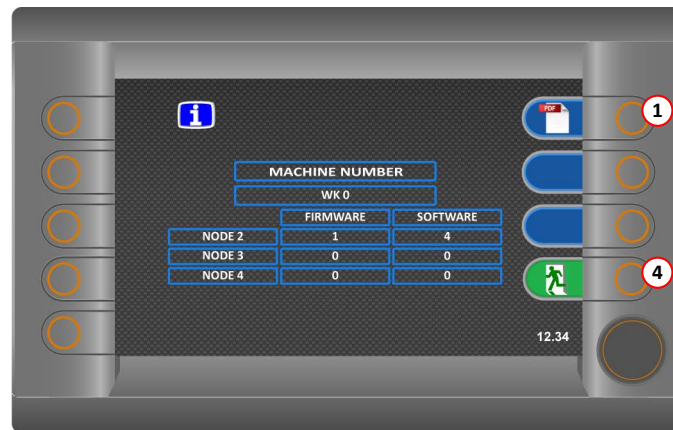 PDF
1
MACHINE NUMBER
WK 0
FIRMWARE SOFTWARE
NODE 2 1 4
NODE 3 0 0
NODE 4 0 0
4
12.34